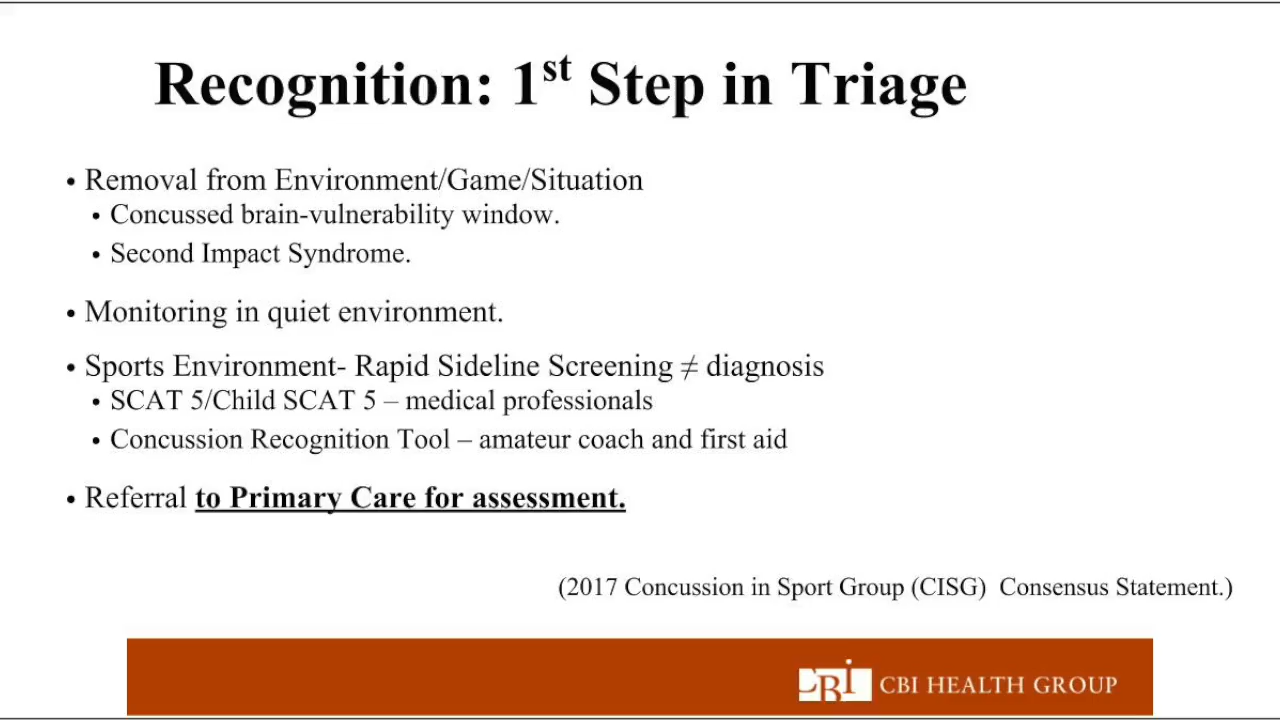 Recognition: 1st Step in Triage
• Removal from Environment/Game/Situation
• Concussed brain-vulnerability window.
• Second Impact Syndrome.
• Monitoring in quiet environment.
• Sports Environment- Rapid Sideline Screening ≠ diagnosis
• SCAT 5/Child SCAT 5 – medical professionals
• Concussion Recognition Tool – amateur coach and first aid
• Referral to Primary Care for assessment.
(2017 Concussion in Sport Group (CISG)  Consensus Statement.)
CBI CBI HEALTH GROUP